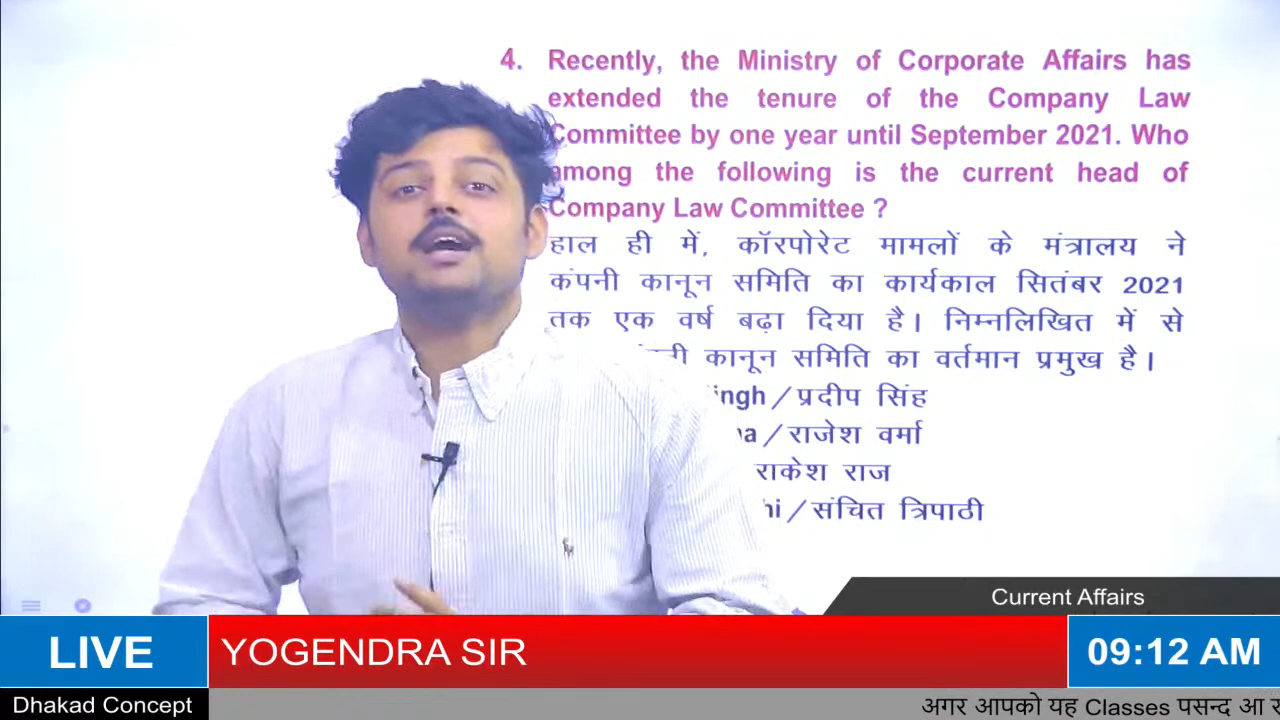 4. Recently, the Ministry of Corporate Affairs has
extended the tenure of the Company Law
Committee by one year until September 2021. Who
among the following is the current head of
Company Law Committee ?
हाल ही में, कॉरपोरेट मामलों के मंत्रालय ने
कंपनी कानून समिति का कार्यकाल सितंबर 2021
तक एक वर्ष बढ़ा दिया है। निम्नलिखित में से
कानून समिति का वर्तमान प्रमुख है।
/प्रदीप सिंह
/राजेश वर्मा
राकेश राज
/संचित त्रिपाठी
Current Affairs
LIVE YOGENDRA SIR 09:12 AM
Dhakad Concept अगर आपको यह Classes पसन्द आ